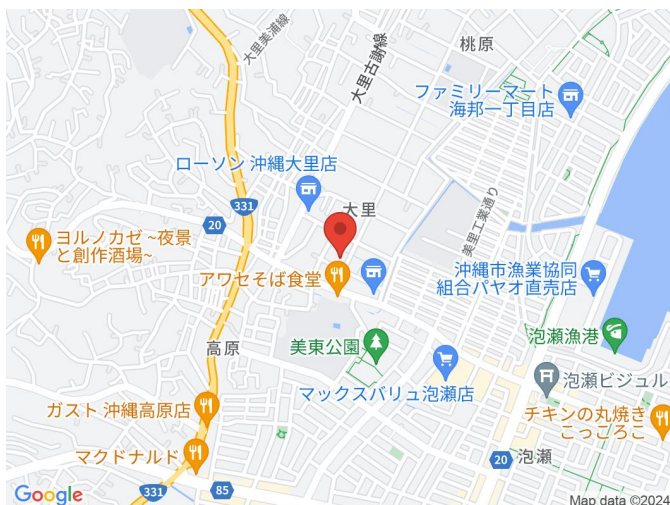 大里美浦線
桃原
大里古謝線
ファミリーマート
海邦一丁目店
ローソン 沖縄大里店
331
大里
20
美里工業通り
ヨルノカゼ ~夜景
と創作酒場~
アワセそば食堂
沖縄市漁業協同
組合パヤオ直売店
高原
美東公園
泡瀬漁港
マックスバリュ泡瀬店
泡瀬ビジュル
ガスト 沖縄高原店
チキンの丸焼き
こっころこ
マクドナルド
20
泡瀬
331
85
Google
Map data ©2024